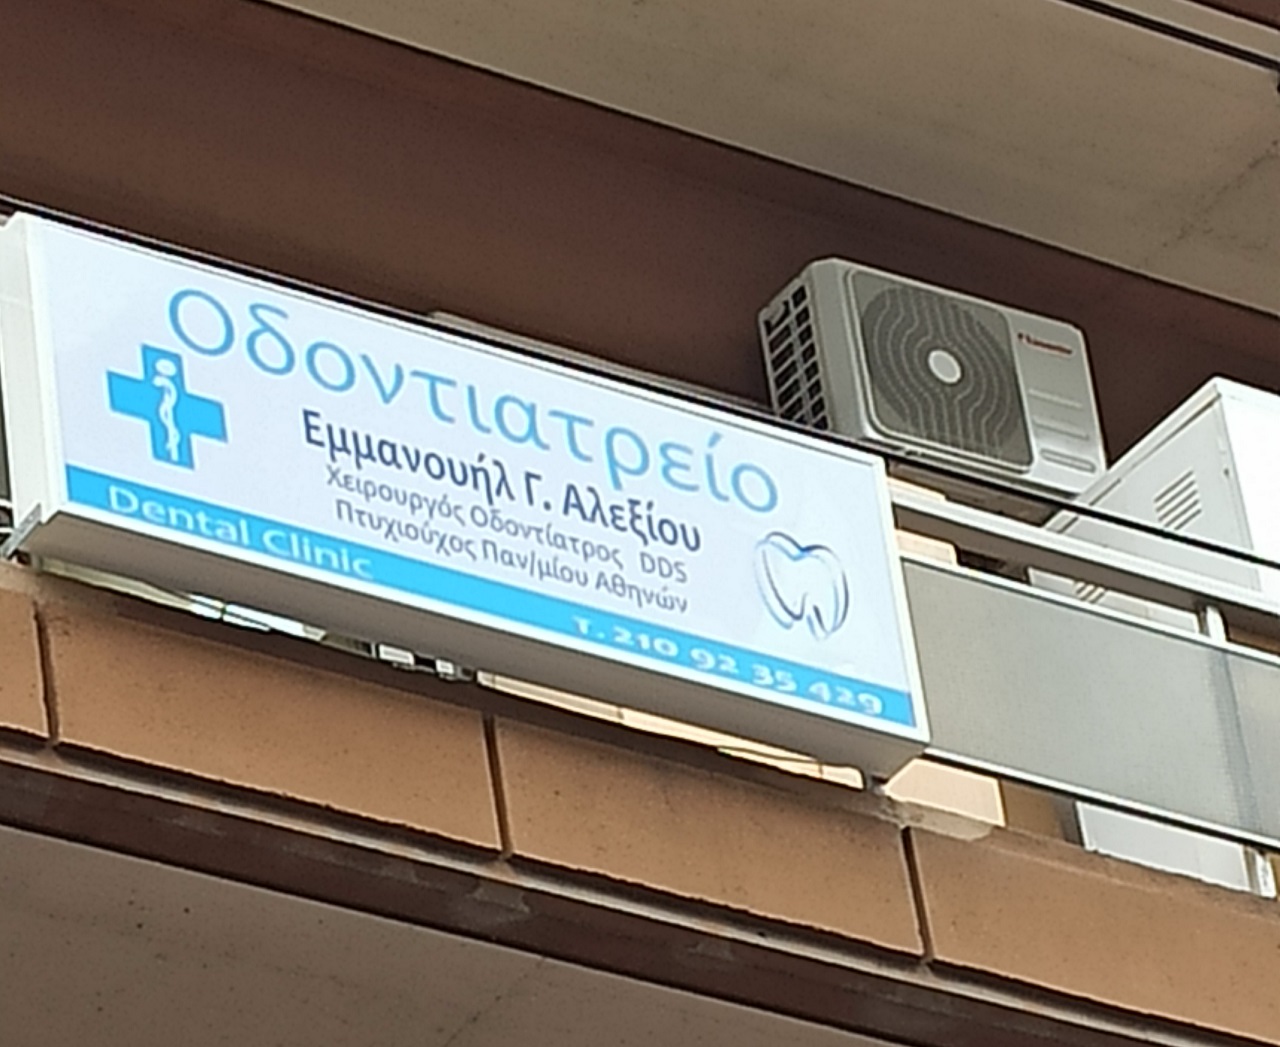 Οδοντιατρείο
Εμμανουήλ Γ. Αλεξίου
Χειρουργός Οδοντίατρος DDS
Πτυχιούχος Παν/μίου Αθηνών
Dental Clinic
τ. 210 92 35 429